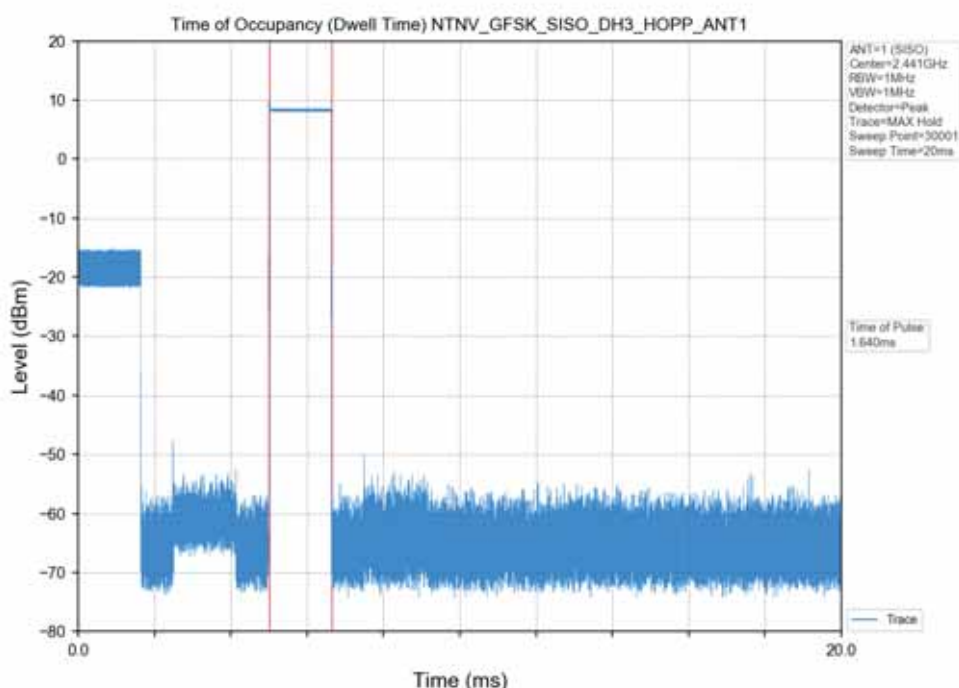 Time of Occupancy (Dwell Time) NTNV_GFSK_SISO_DH3_HOPP_ANT1
20
10
0
−10
−20
−30
−40
−50
−60
−70
−80
Level (dBm)
0.0
20.0
Time (ms)
ANT=1 (SISO)
Center=2.441GHz
RBW=1MHz
VBW=1MHz
Detector=Peak
Trace=MAX Hold
Sweep Point=30001
Sweep Time=20ms
Time of Pulse
1.640ms
Trace